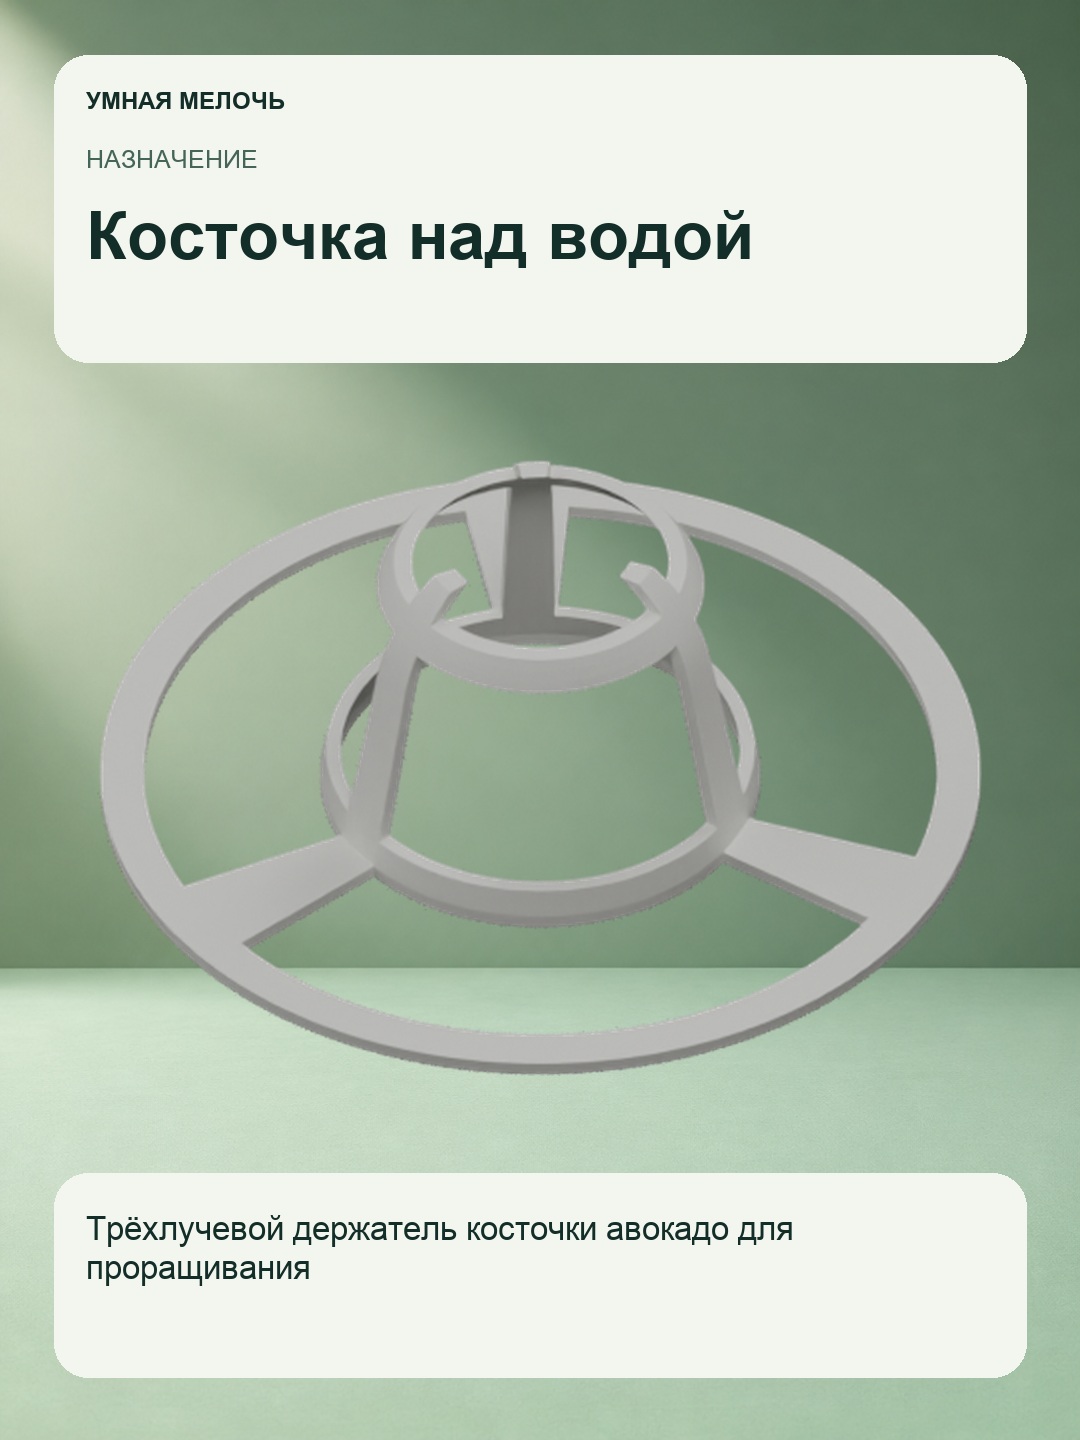 УМНАЯ МЕЛОЧЬ
НАЗНАЧЕНИЕ
Косточка над водой
Трёхлучевой держатель косточки авокадо для
проращивания